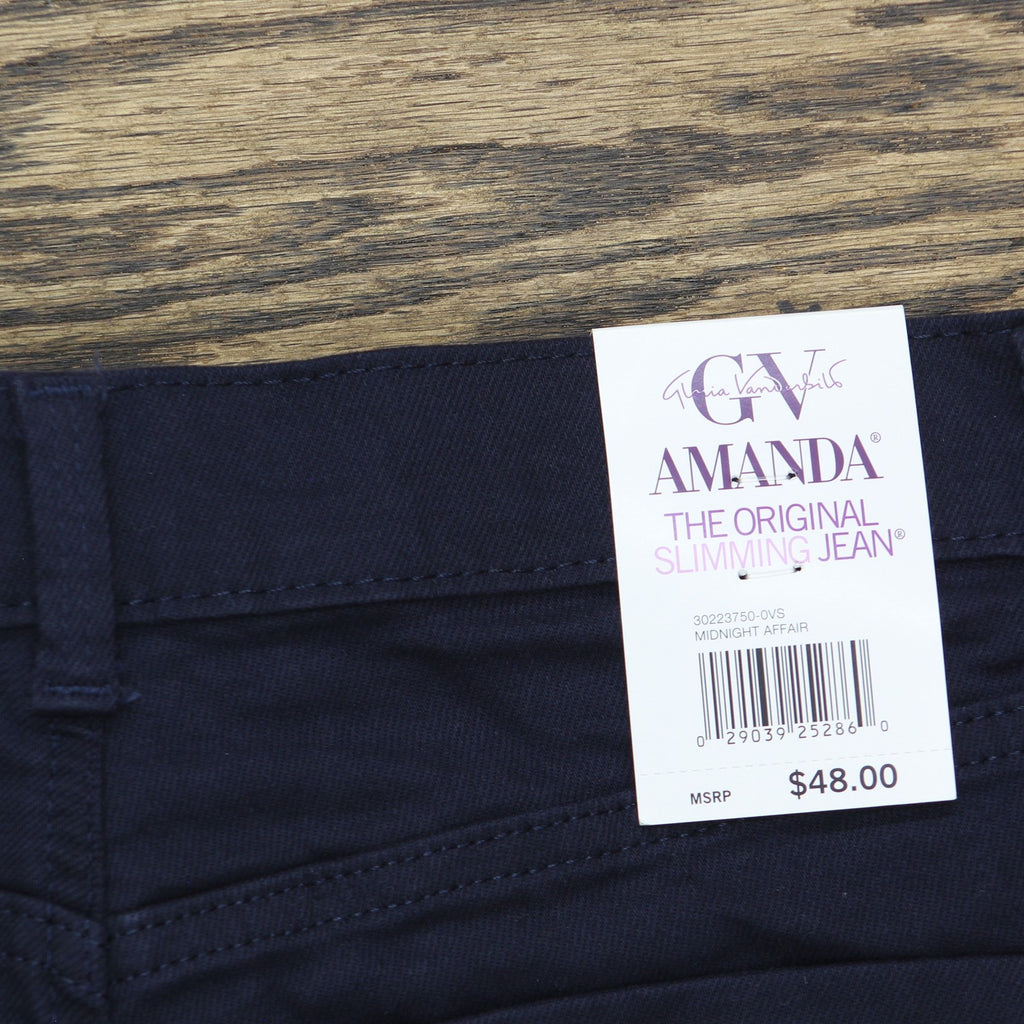 GV
Gloria Vanderbilt
AMANDA®
THE ORIGINAL
SLIMMING JEAN®
30223750-0VS
MIDNIGHT AFFAIR
0 29039 25286 0
MSRP $48.00